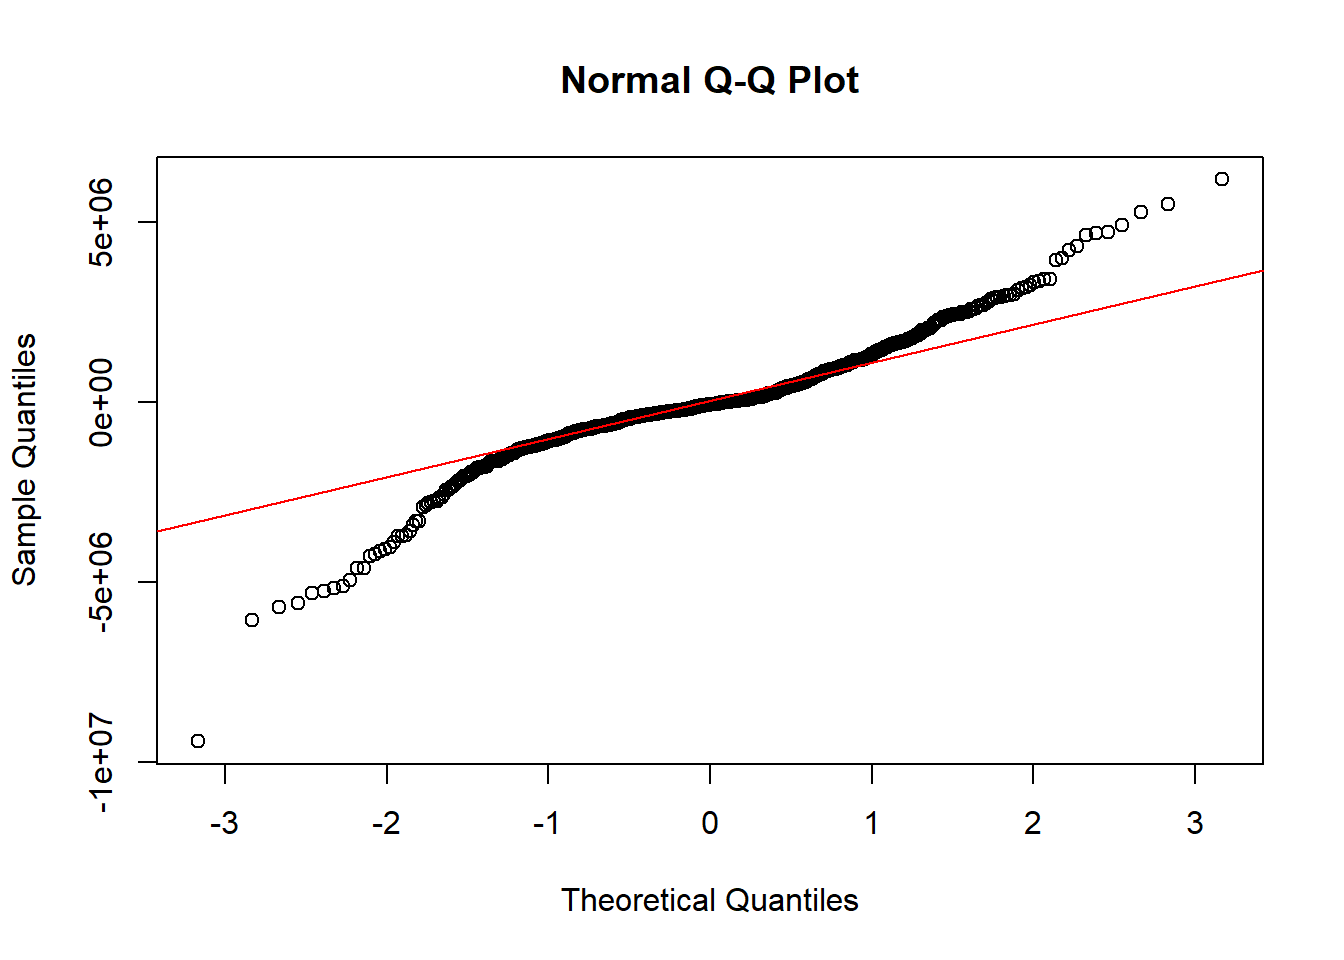 Normal Q-Q Plot
Sample Quantiles
5e+06
0e+00
-5e+06
-1e+07
-3 -2 -1 0 1 2 3
Theoretical Quantiles